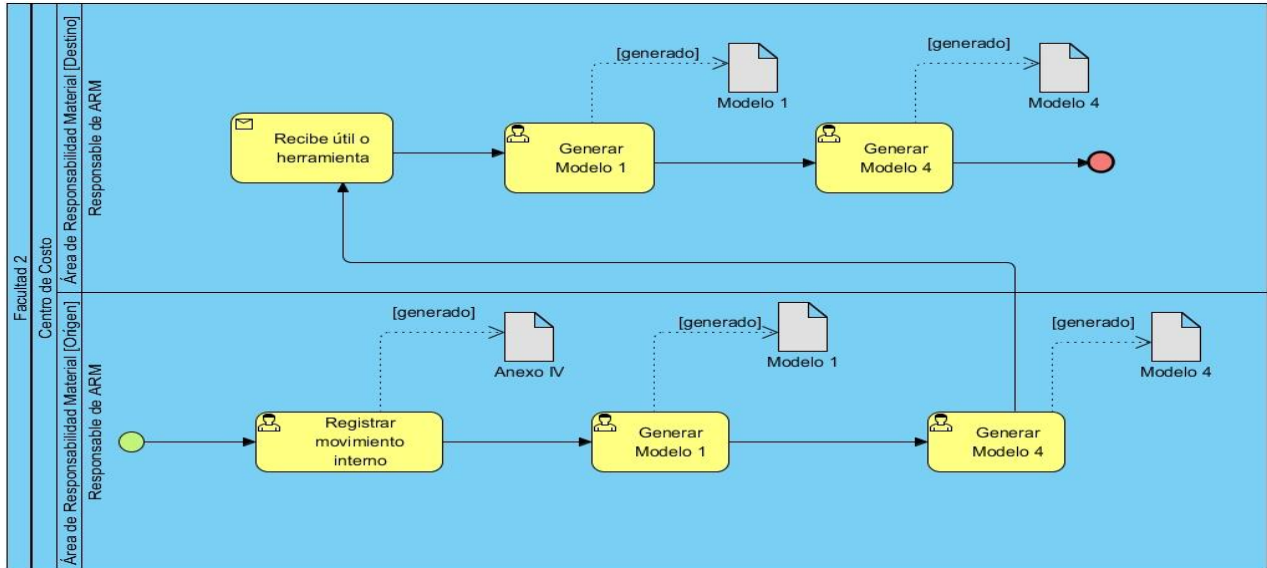 Facultad 2
Centro de Costo
Área de Responsabilidad Material [Destino]
Responsable de ARM
[generado]
Modelo 1
[generado]
Modelo 4
Recibe útil o
herramienta
Generar
Modelo 1
Generar
Modelo 4
Área de Responsabilidad Material [Origen]
Responsable de ARM
[generado]
Anexo IV
[generado]
Modelo 1
[generado]
Modelo 4
Registrar
movimiento
interno
Generar
Modelo 1
Generar
Modelo 4